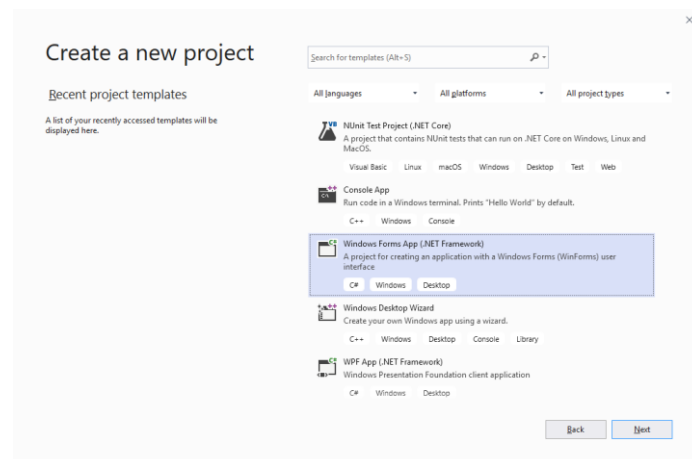 Create a new project
Recent project templates
A list of your recently accessed templates will be
displayed here.
Search for templates (Alt+S)
All languages
All platforms
All project types
VB
NUnit Test Project (.NET Core)
A project that contains NUnit tests that can run on .NET Core on Windows, Linux and
MacOS.
Visual Basic Linux macOS Windows Desktop Test Web
Console App
Run code in a Windows terminal. Prints "Hello World" by default.
C++ Windows Console
C#
Windows Forms App (.NET Framework)
A project for creating an application with a Windows Forms (WinForms) user
interface
C# Windows Desktop
Windows Desktop Wizard
Create your own Windows app using a wizard.
C++ Windows Desktop Console Library
C#
WPF App (.NET Framework)
Windows Presentation Foundation client application
C# Windows Desktop
Back
Next